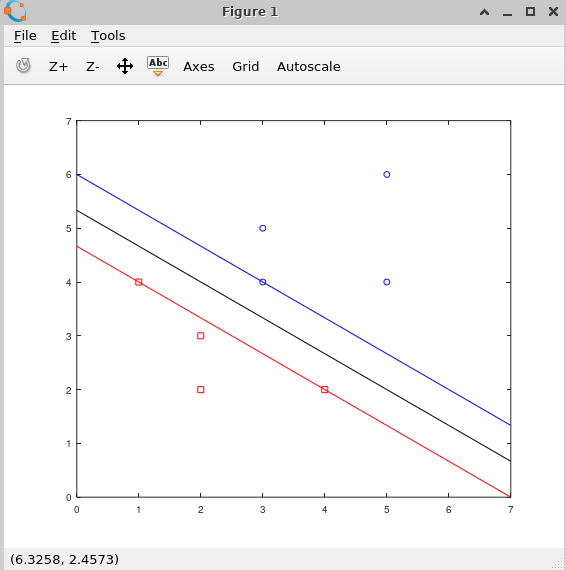 Figure 1
File Edit Tools
Z+ Z- Abc Axes Grid Autoscale
7
6
5
4
3
2
1
0
0 1 2 3 4 5 6 7
(6.3258, 2.4573)